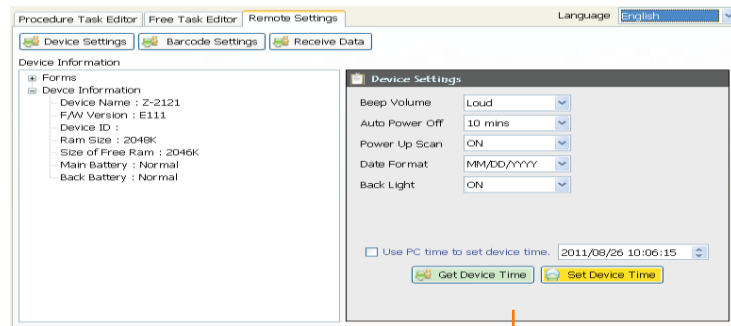 Procedure Task Editor Free Task Editor Remote Settings Language English
Device Settings Barcode Settings Receive Data
Device Information
Forms
Devce Information
Device Name : Z-2121
F/W Version : E111
Device ID :
Ram Size : 2048K
Size of Free Ram : 2046K
Main Battery : Normal
Back Battery : Normal
Device Settings
Beep Volume Loud
Auto Power Off 10 mins
Power Up Scan ON
Date Format MM/DD/YYYY
Back Light ON
Use PC time to set device time. 2011/08/26 10:06:15
Get Device Time Set Device Time